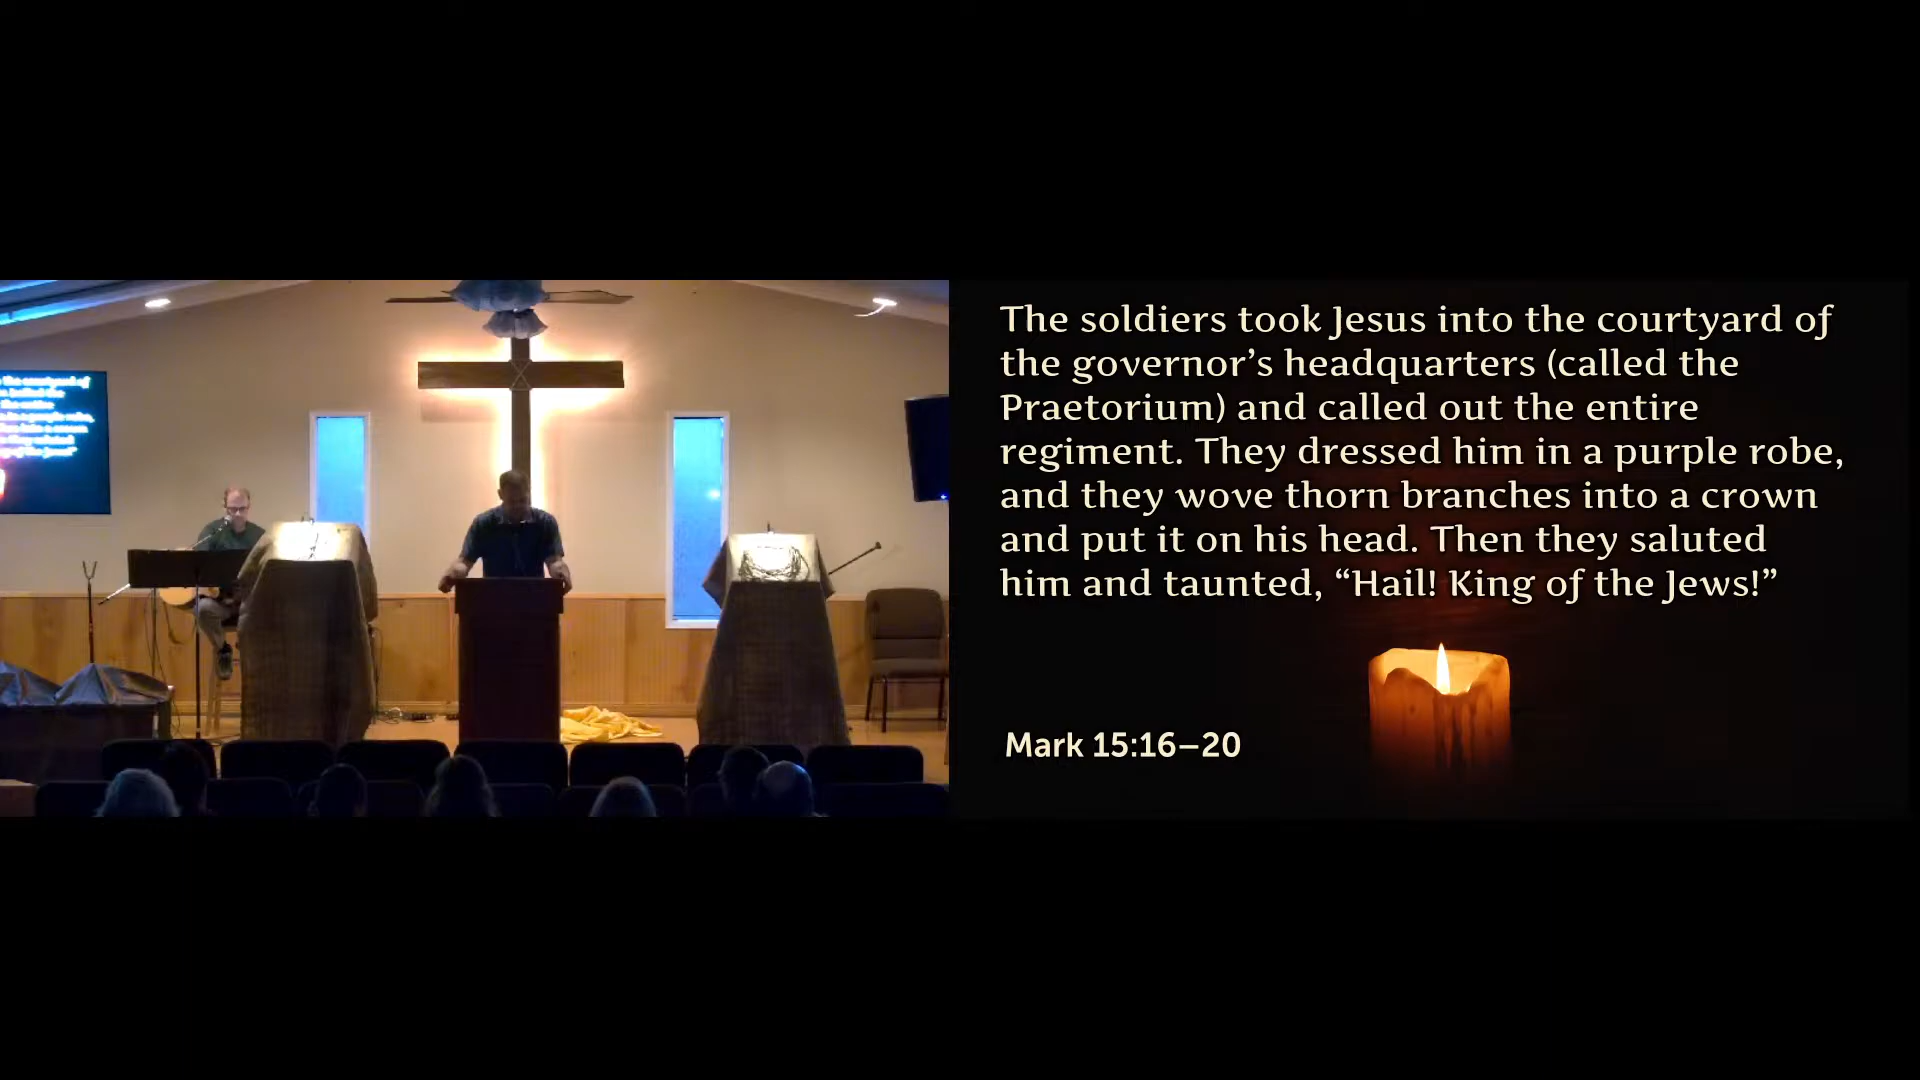 The soldiers took Jesus into the courtyard of
the governor’s headquarters (called the
Praetorium) and called out the entire
regiment. They dressed him in a purple robe,
and they wove thorn branches into a crown
and put it on his head. Then they saluted
him and taunted, “Hail! King of the Jews!”
Mark 15:16–20